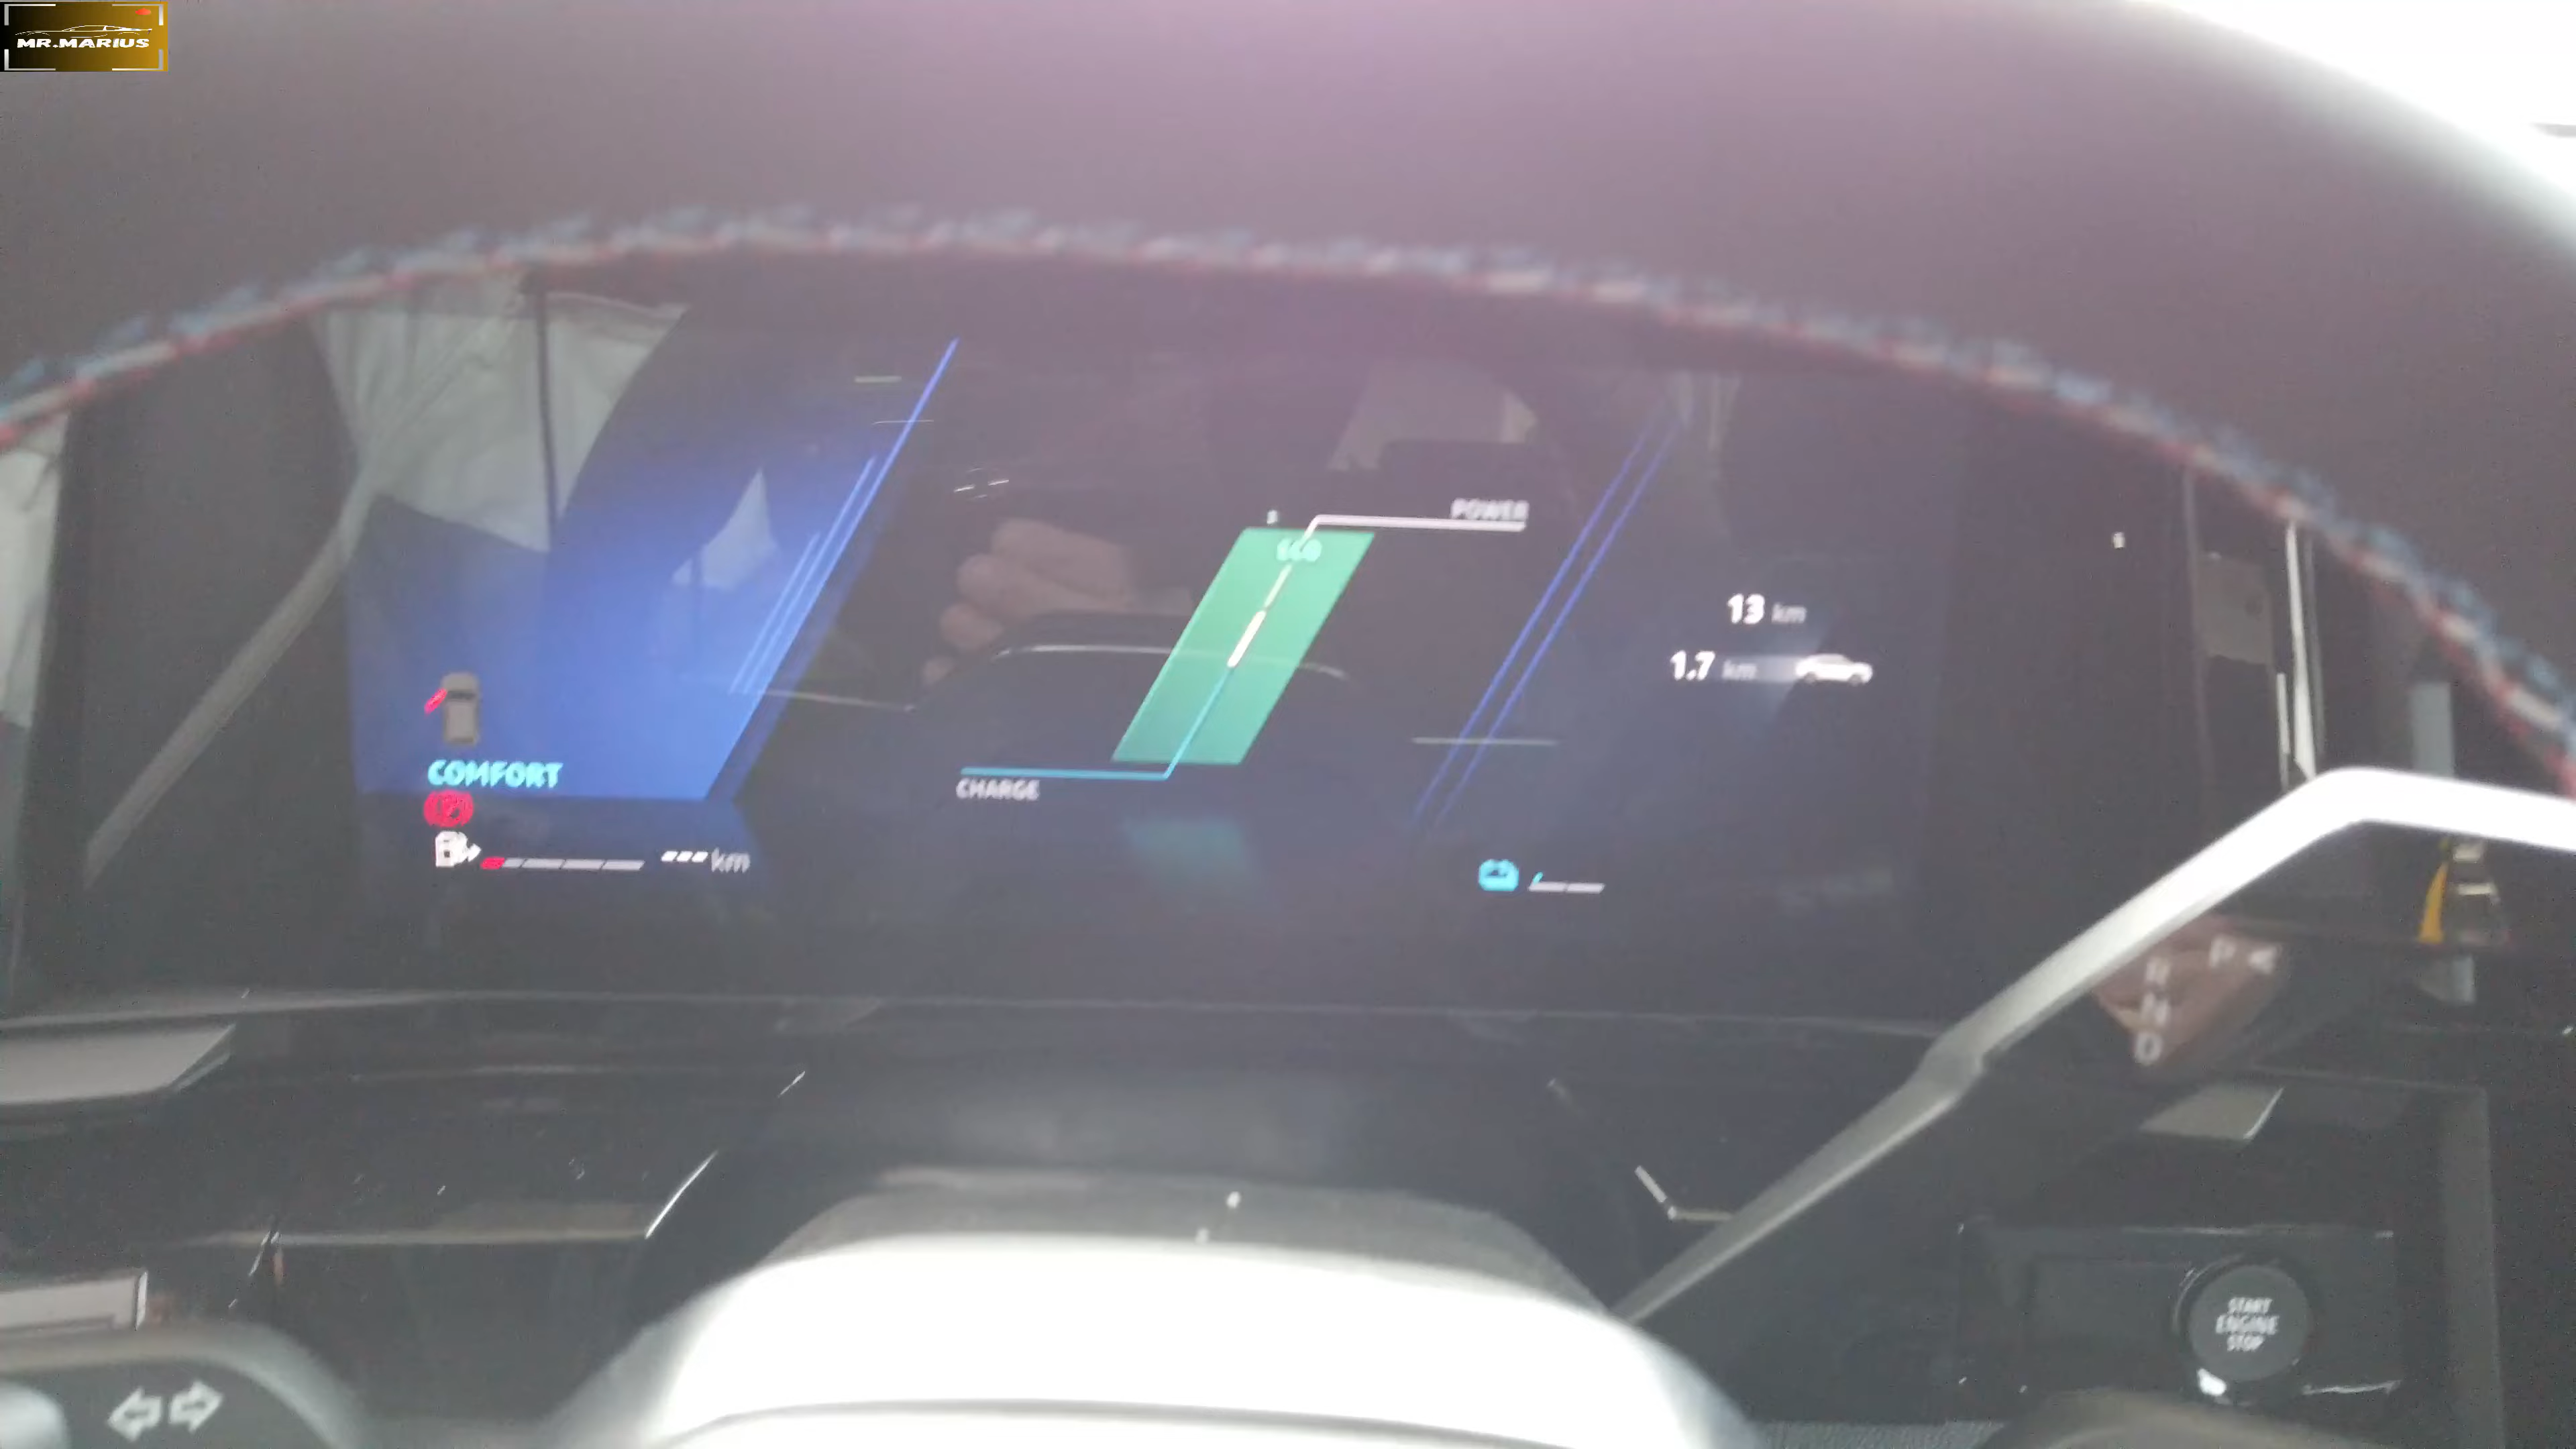 MR.MARIUS
POWER
ECO
13 km
1.7 km
COMFORT
CHARGE
(P)
--- km
P
R
N
D
START
ENGINE
STOP